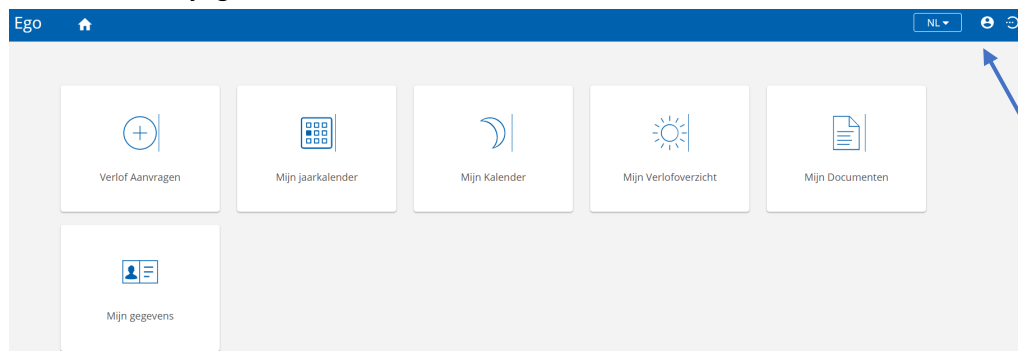 Ego
NL
Verlof Aanvragen
Mijn jaarkalender
Mijn Kalender
Mijn Verlofoverzicht
Mijn Documenten
Mijn gegevens